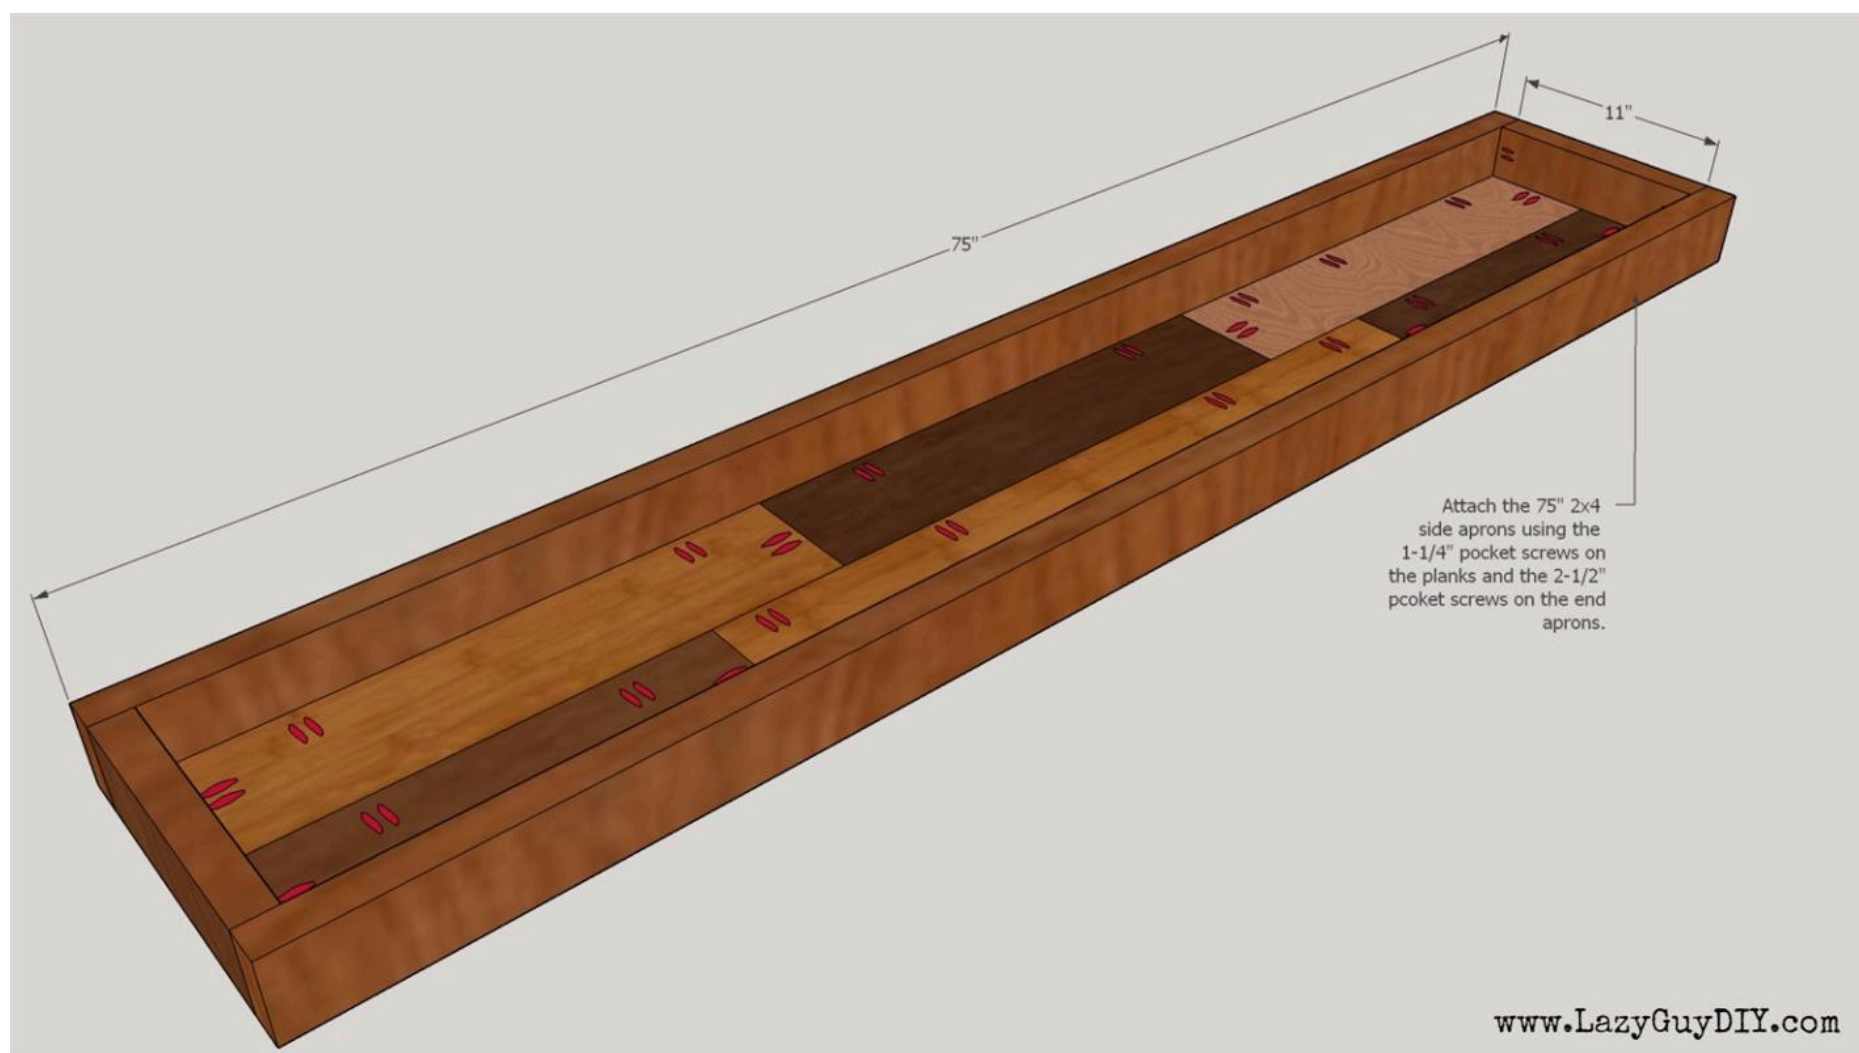 11"
75"
Attach the 75" 2x4
side aprons using the
1-1/4" pocket screws on
the planks and the 2-1/2"
pcoket screws on the end
aprons.
www.LazyGuyDIY.com